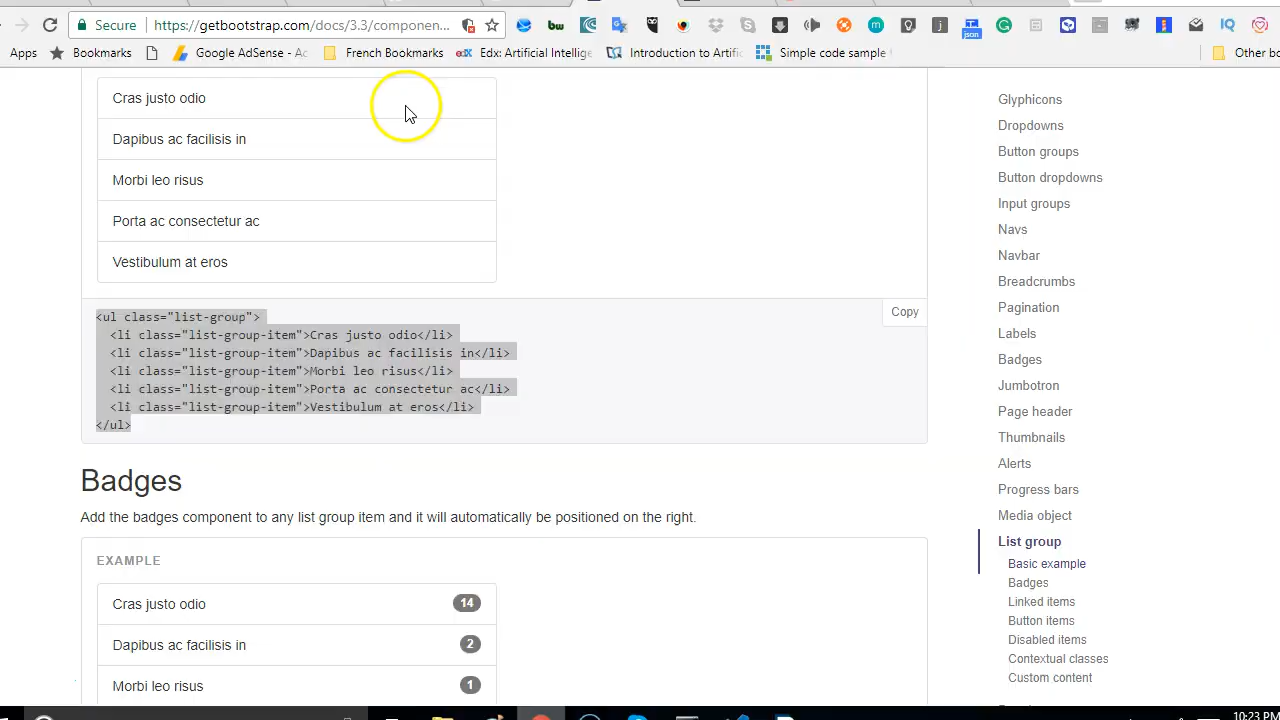 Secure
https://getbootstrap.com/docs/3.3/componen...
Apps
Bookmarks
Google AdSense - Ac
French Bookmarks
Edx: Artificial Intellige
Introduction to Artific
Simple code sample
Other bo
Cras justo odio
Dapibus ac facilisis in
Morbi leo risus
Porta ac consectetur ac
Vestibulum at eros
Copy
<ul class="list-group">
<li class="list-group-item">Cras justo odio</li>
<li class="list-group-item">Dapibus ac facilisis in</li>
<li class="list-group-item">Morbi leo risus</li>
<li class="list-group-item">Porta ac consectetur ac</li>
<li class="list-group-item">Vestibulum at eros</li>
</ul>
Badges
Add the badges component to any list group item and it will automatically be positioned on the right.
EXAMPLE
Cras justo odio 14
Dapibus ac facilisis in 2
Morbi leo risus 1
Glyphicons
Dropdowns
Button groups
Button dropdowns
Input groups
Navs
Navbar
Breadcrumbs
Pagination
Labels
Badges
Jumbotron
Page header
Thumbnails
Alerts
Progress bars
Media object
List group
Basic example
Badges
Linked items
Button items
Disabled items
Contextual classes
Custom content
10:23 PM